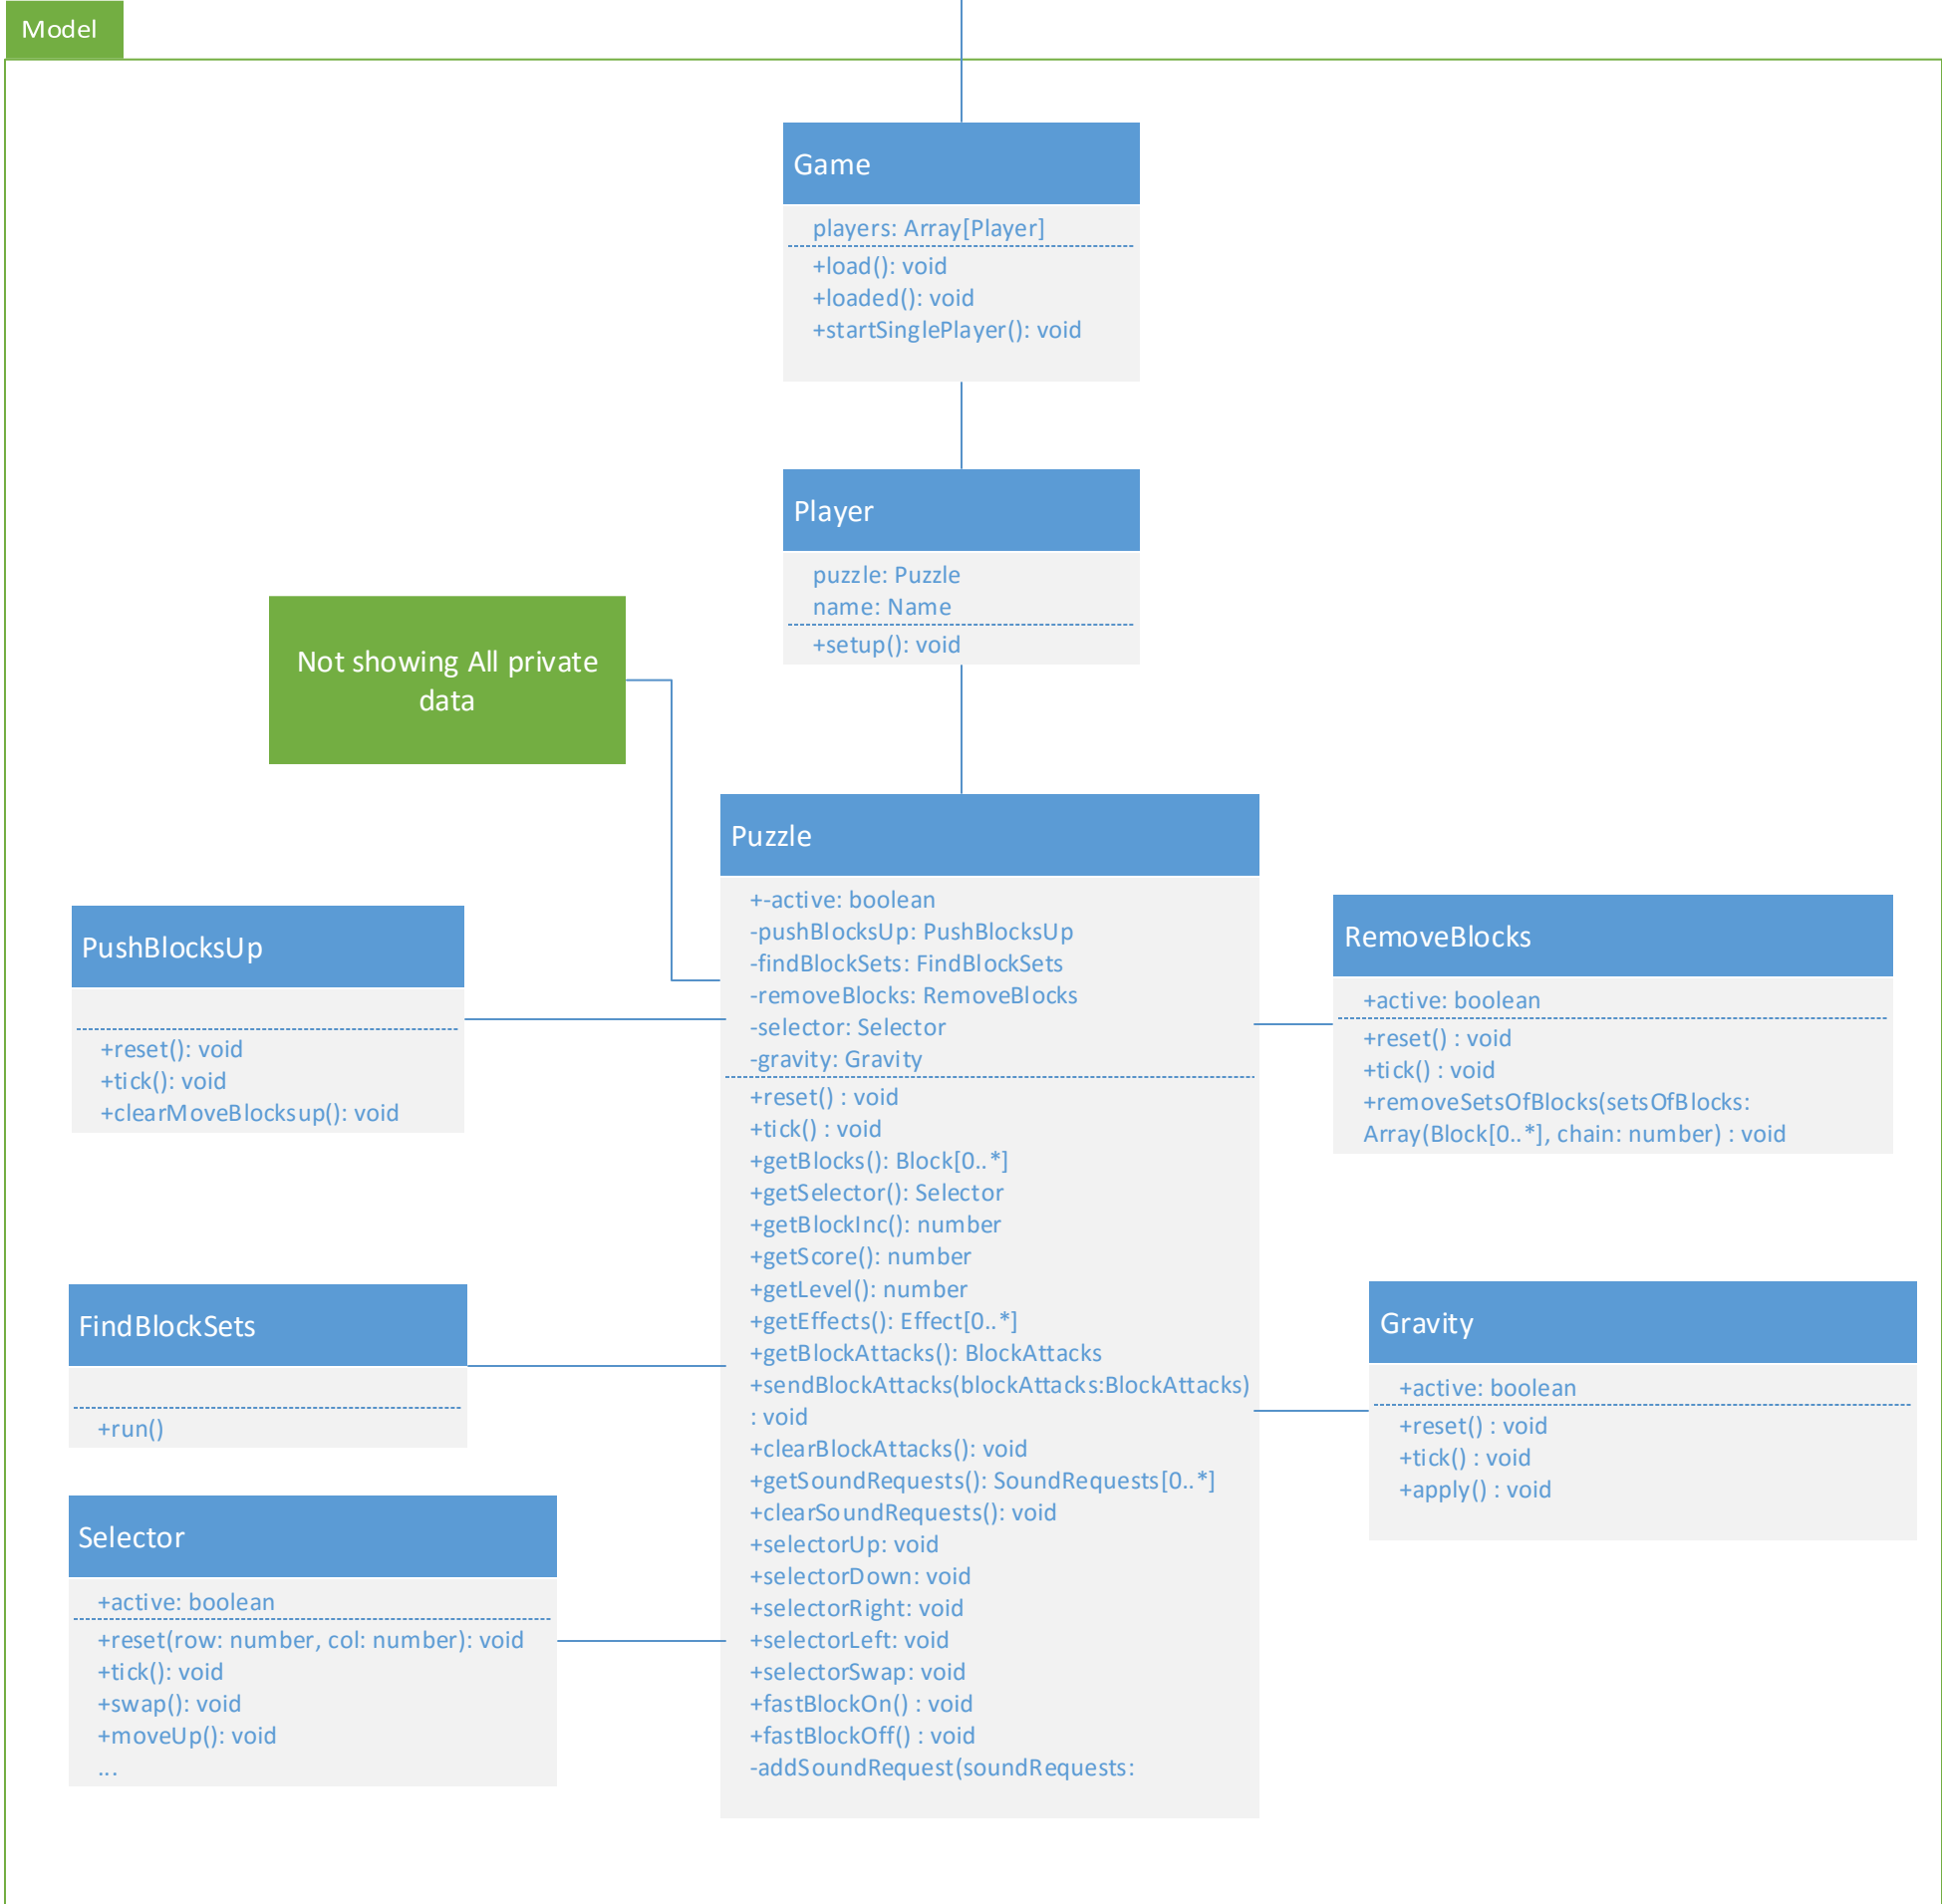 Model
Game
players: Array[Player]
+load(): void
+loaded(): void
+startSinglePlayer(): void
Player
puzzle: Puzzle
name: Name
+setup(): void
Not showing All private
data
Puzzle
+-active: boolean
-pushBlocksUp: PushBlocksUp
-findBlockSets: FindBlockSets
-removeBlocks: RemoveBlocks
-selector: Selector
-gravity: Gravity
+reset() : void
+tick() : void
+getBlocks(): Block[0..*]
+getSelector(): Selector
+getBlockInc(): number
+getScore(): number
+getLevel(): number
+getEffects(): Effect[0..*]
+getBlockAttacks(): BlockAttacks
+sendBlockAttacks(blockAttacks:BlockAttacks)
: void
+clearBlockAttacks(): void
+getSoundRequests(): SoundRequests[0..*]
+clearSoundRequests(): void
+selectorUp: void
+selectorDown: void
+selectorRight: void
+selectorLeft: void
+selectorSwap: void
+fastBlockOn() : void
+fastBlockOff() : void
-addSoundRequest(soundRequests:
PushBlocksUp
+reset(): void
+tick(): void
+clearMoveBlocksup(): void
FindBlockSets
+run()
Selector
+active: boolean
+reset(row: number, col: number): void
+tick(): void
+swap(): void
+moveUp(): void
...
RemoveBlocks
+active: boolean
+reset() : void
+tick() : void
+removeSetsOfBlocks(setsOfBlocks:
Array(Block[0..*], chain: number) : void
Gravity
+active: boolean
+reset() : void
+tick() : void
+apply() : void